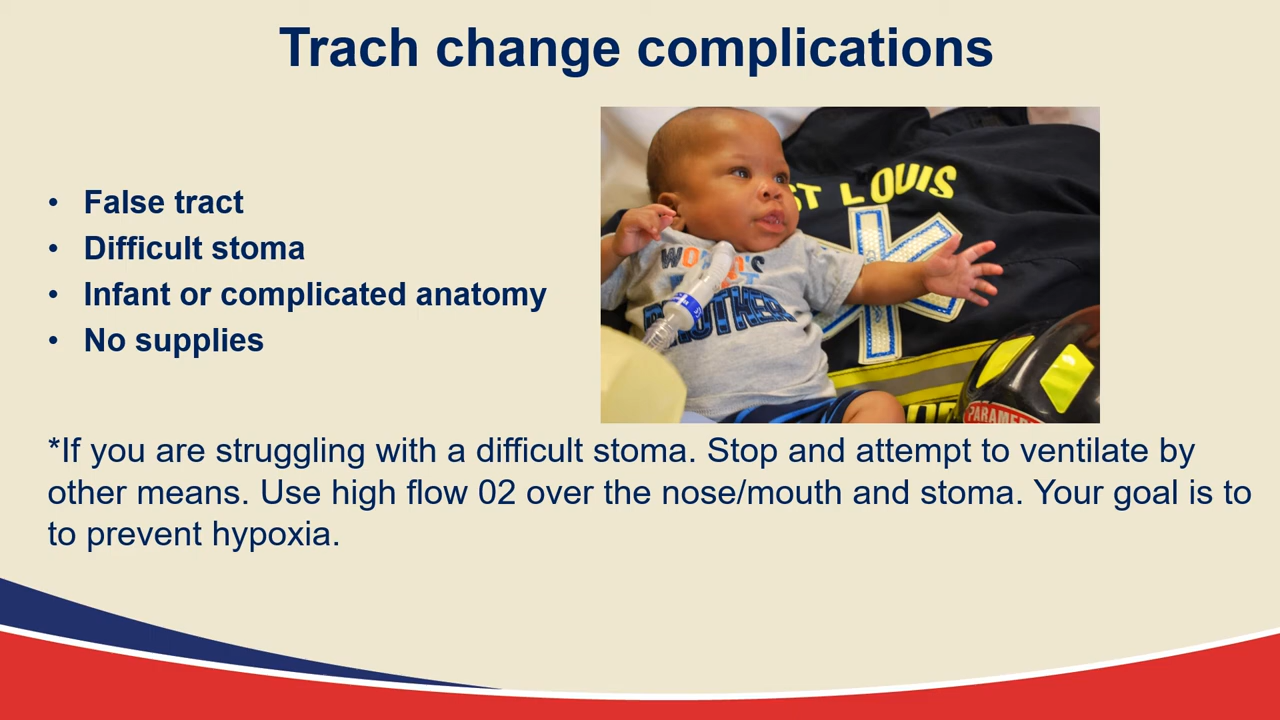 Trach change complications
• False tract
• Difficult stoma
• Infant or complicated anatomy
• No supplies
ST LOUIS
BROTHER
PARAMEDIC
*If you are struggling with a difficult stoma. Stop and attempt to ventilate by
other means. Use high flow 02 over the nose/mouth and stoma. Your goal is to
to prevent hypoxia.